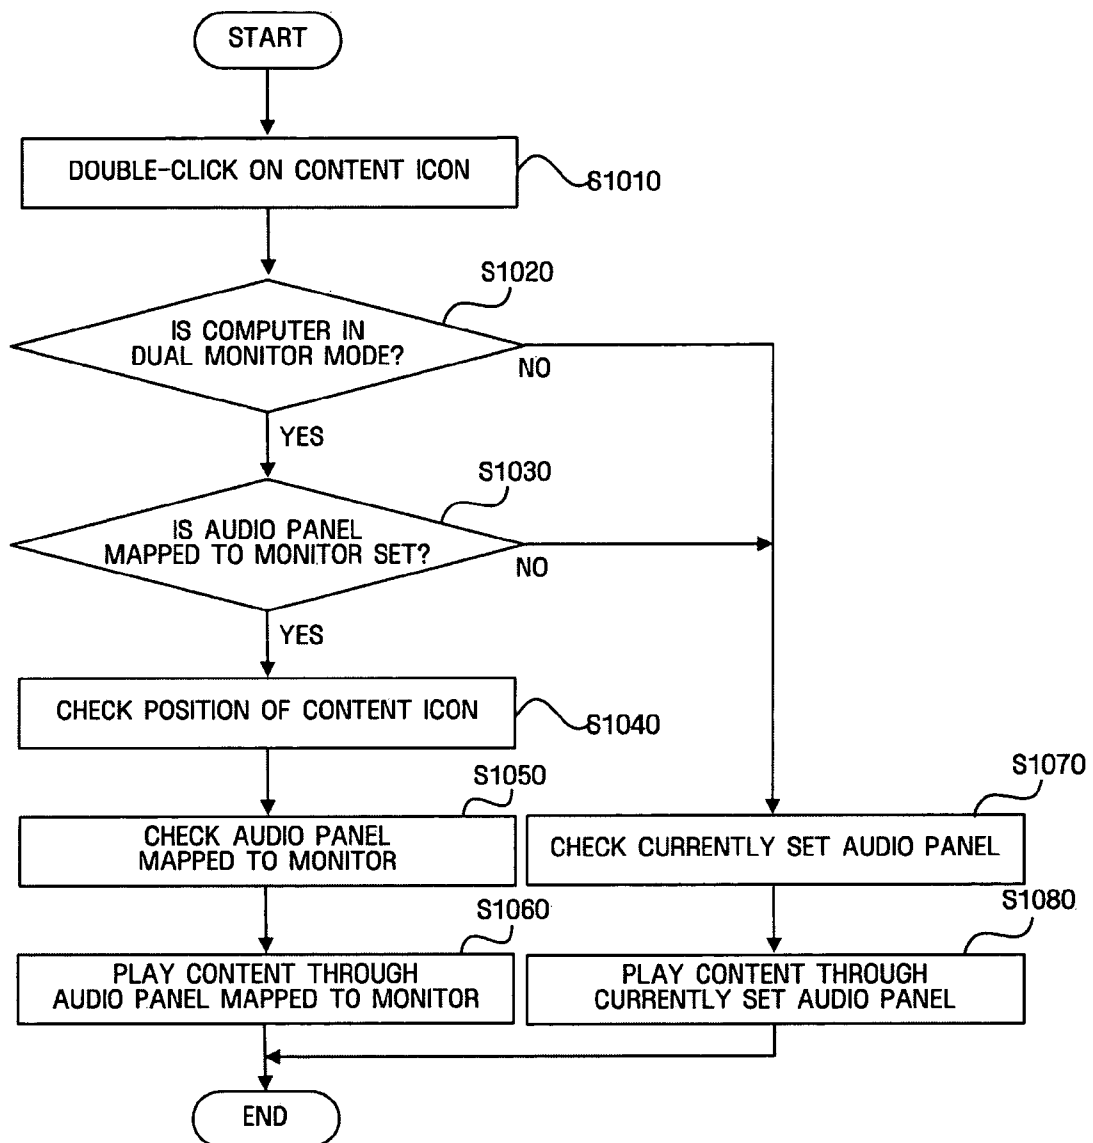 START
DOUBLE-CLICK ON CONTENT ICON
S1010
S1020
IS COMPUTER IN
DUAL MONITOR MODE?
NO
YES
S1030
IS AUDIO PANEL
MAPPED TO MONITOR SET?
NO
YES
CHECK POSITION OF CONTENT ICON
S1040
S1050
CHECK AUDIO PANEL
MAPPED TO MONITOR
S1060
PLAY CONTENT THROUGH
AUDIO PANEL MAPPED TO MONITOR
S1070
CHECK CURRENTLY SET AUDIO PANEL
S1080
PLAY CONTENT THROUGH
CURRENTLY SET AUDIO PANEL
END